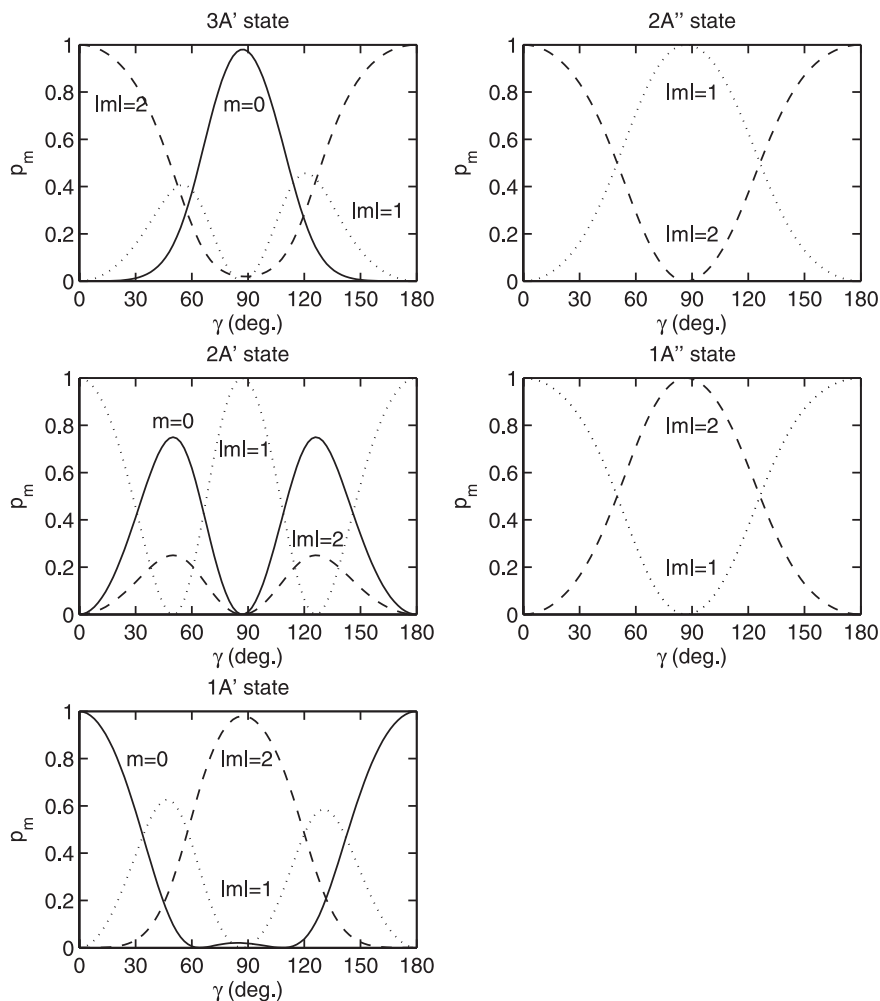 3A' state
1
0.8
0.6
0.4
0.2
0
p_m
|m|=2
m=0
|m|=1
0 30 60 90 120 150 180
γ (deg.)
2A'' state
1
0.8
0.6
0.4
0.2
0
p_m
|m|=1
|m|=2
0 30 60 90 120 150 180
γ (deg.)
2A' state
1
0.8
0.6
0.4
0.2
0
p_m
m=0
|m|=1
|m|=2
0 30 60 90 120 150 180
γ (deg.)
1A'' state
1
0.8
0.6
0.4
0.2
0
p_m
|m|=2
|m|=1
0 30 60 90 120 150 180
γ (deg.)
1A' state
1
0.8
0.6
0.4
0.2
0
p_m
m=0
|m|=2
|m|=1
0 30 60 90 120 150 180
γ (deg.)